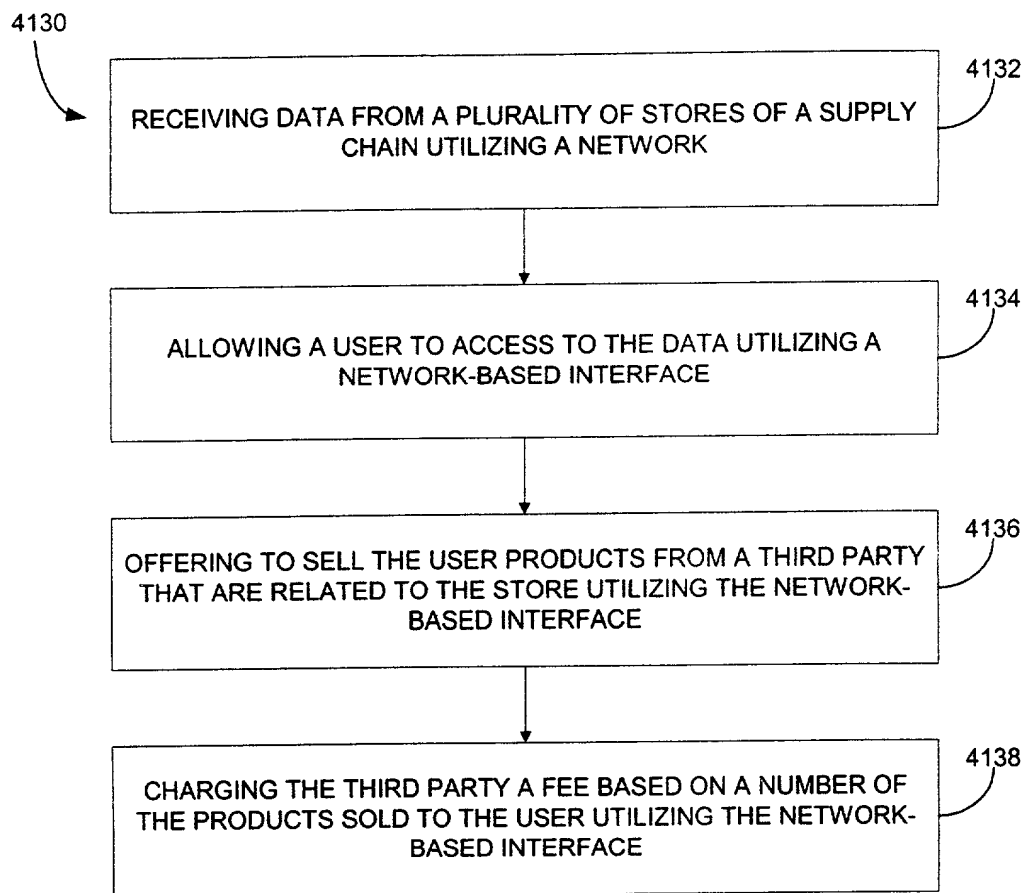 4130
4132
RECEIVING DATA FROM A PLURALITY OF STORES OF A SUPPLY
CHAIN UTILIZING A NETWORK
4134
ALLOWING A USER TO ACCESS TO THE DATA UTILIZING A
NETWORK-BASED INTERFACE
4136
OFFERING TO SELL THE USER PRODUCTS FROM A THIRD PARTY
THAT ARE RELATED TO THE STORE UTILIZING THE NETWORK-
BASED INTERFACE
4138
CHARGING THE THIRD PARTY A FEE BASED ON A NUMBER OF
THE PRODUCTS SOLD TO THE USER UTILIZING THE NETWORK-
BASED INTERFACE